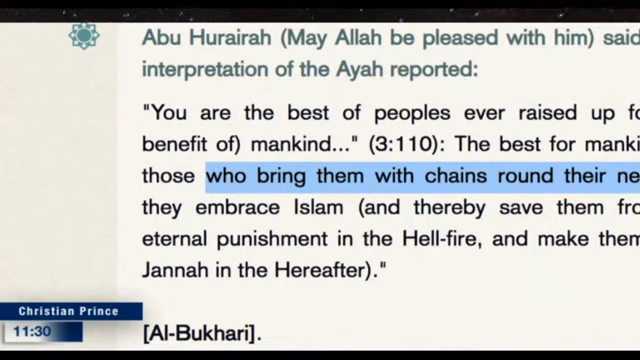 Abu Hurairah (May Allah be pleased with him) said
interpretation of the Ayah reported:
"You are the best of peoples ever raised up
benefit of) mankind..." (3:110): The best for
those who bring them with chains round their
they embrace Islam (and thereby save them
eternal punishment in the Hell-fire, and make them
Jannah in the Hereafter)."
[Al-Bukhari].
Christian Prince
11:30